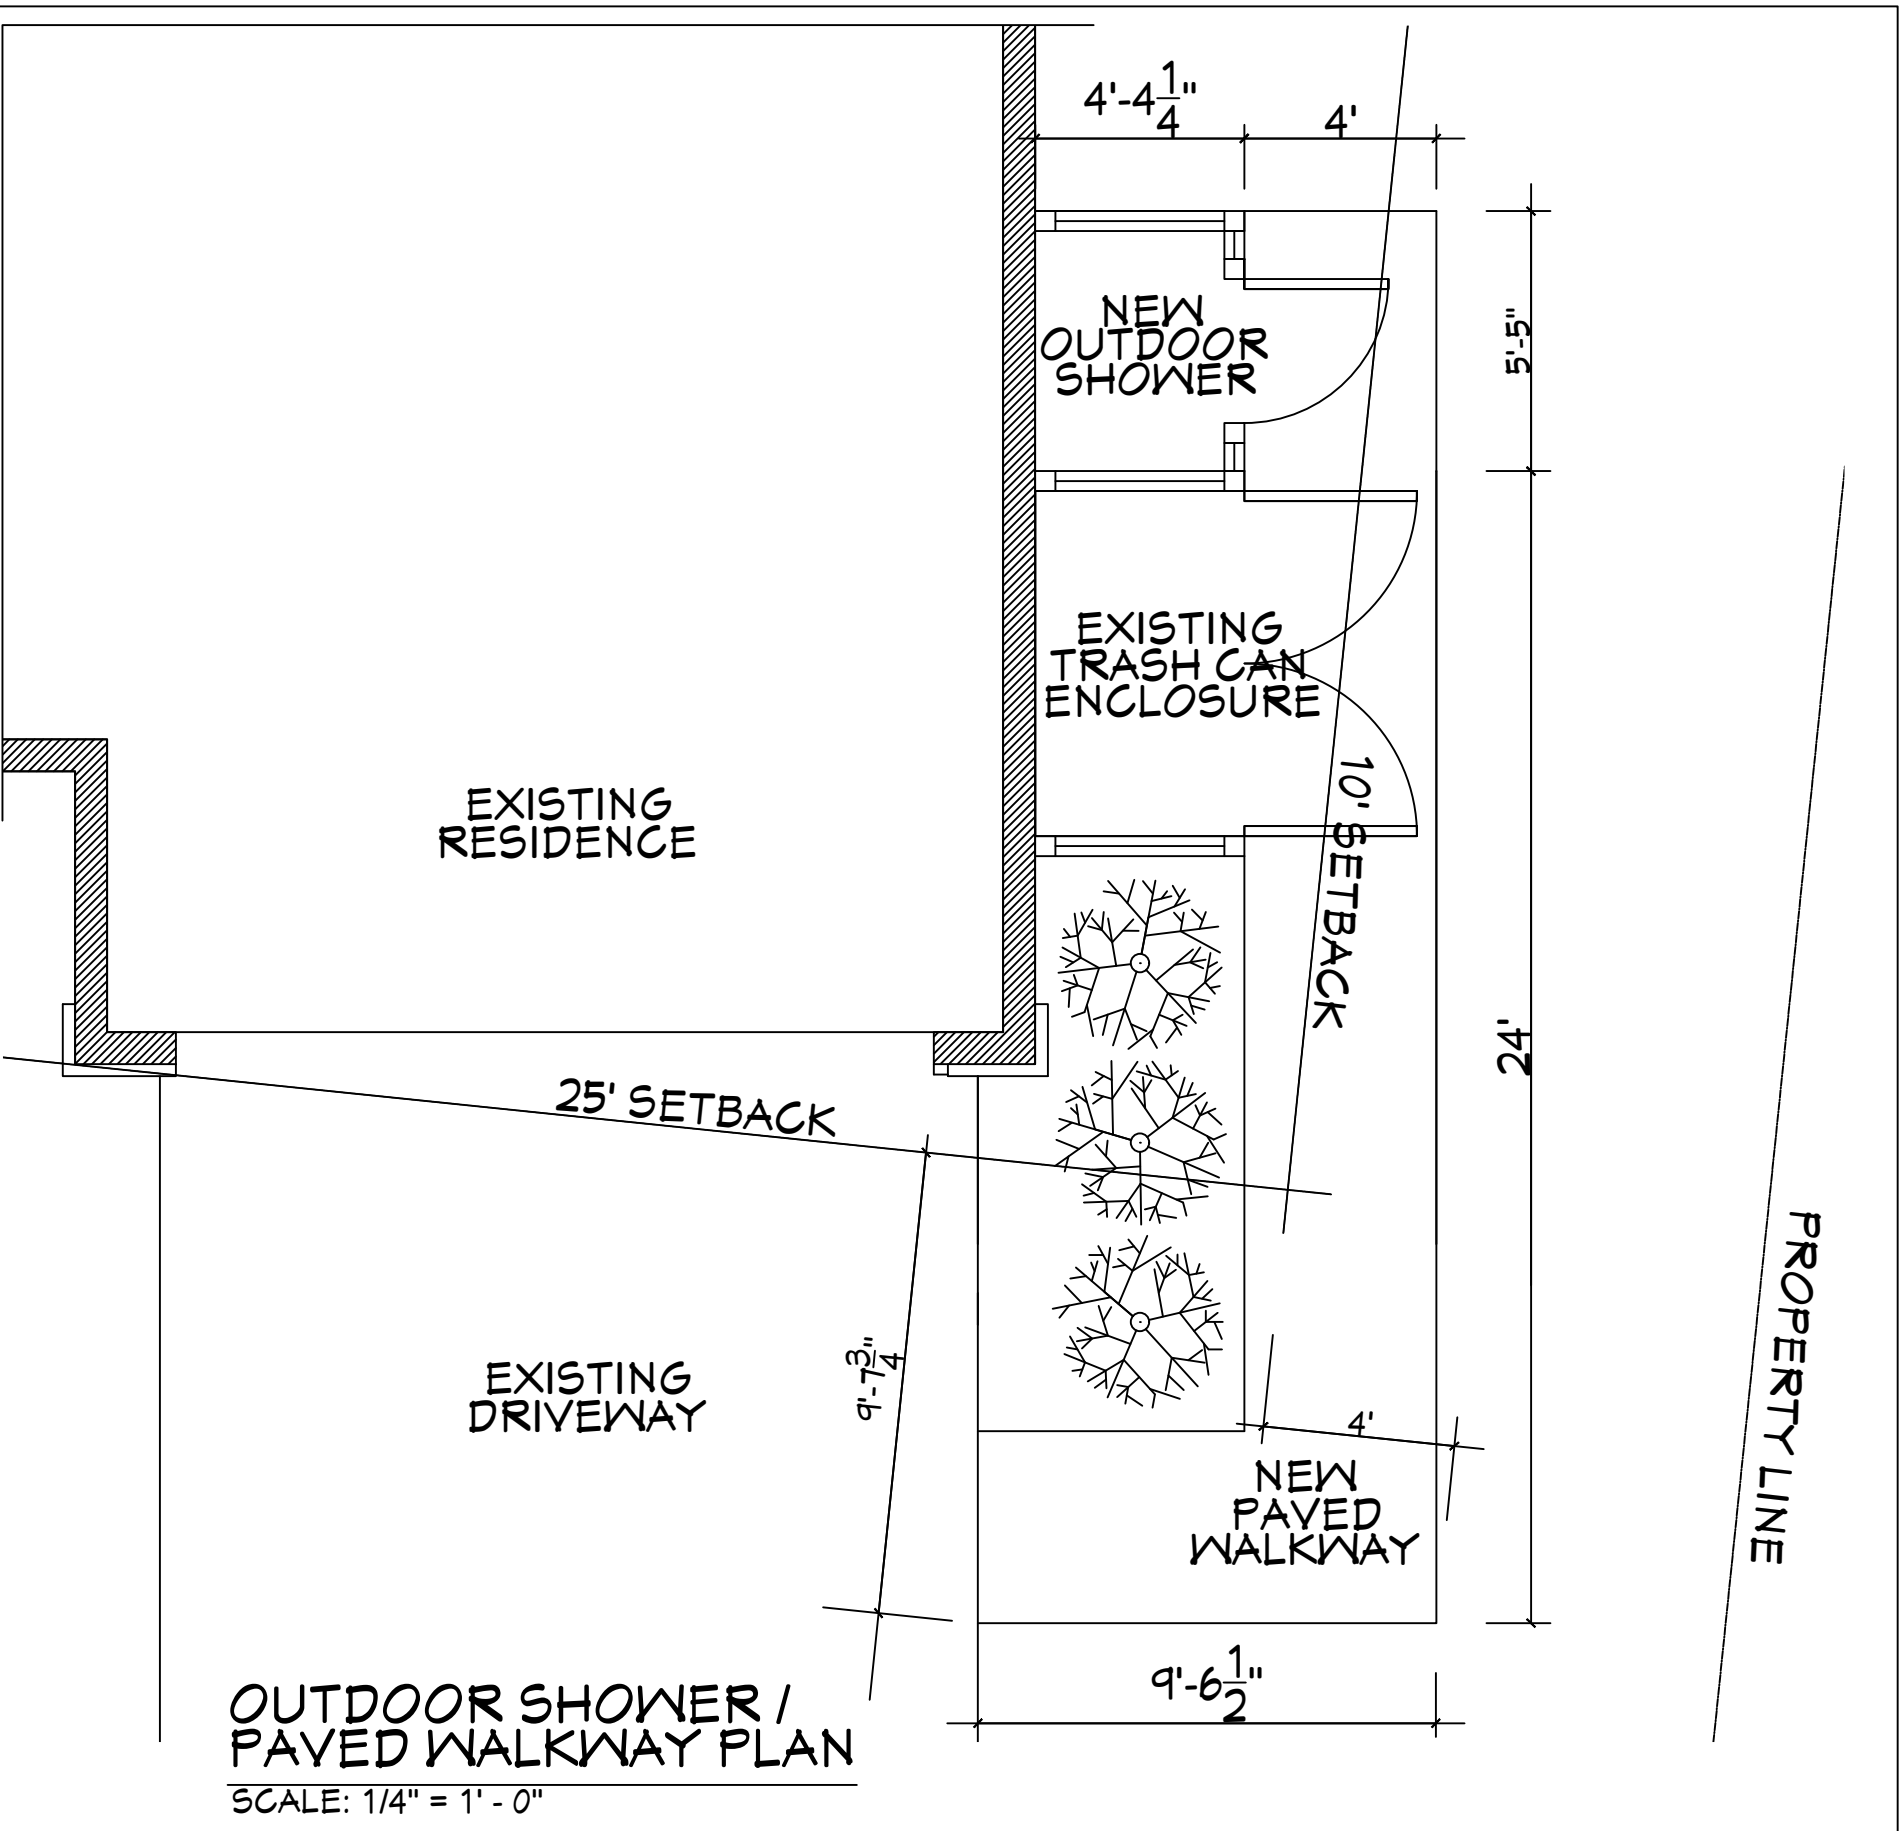 4'-4 1/4"
4'
NEW
OUTDOOR
SHOWER
5'-5"
EXISTING
TRASH CAN
ENCLOSURE
EXISTING
RESIDENCE
10' SETBACK
24'
25' SETBACK
PROPERTY LINE
9'-7 3/4"
EXISTING
DRIVEWAY
4'
NEW
PAVED
WALKWAY
9'-6 1/2"
OUTDOOR SHOWER /
PAVED WALKWAY PLAN
SCALE: 1/4" = 1' - 0"